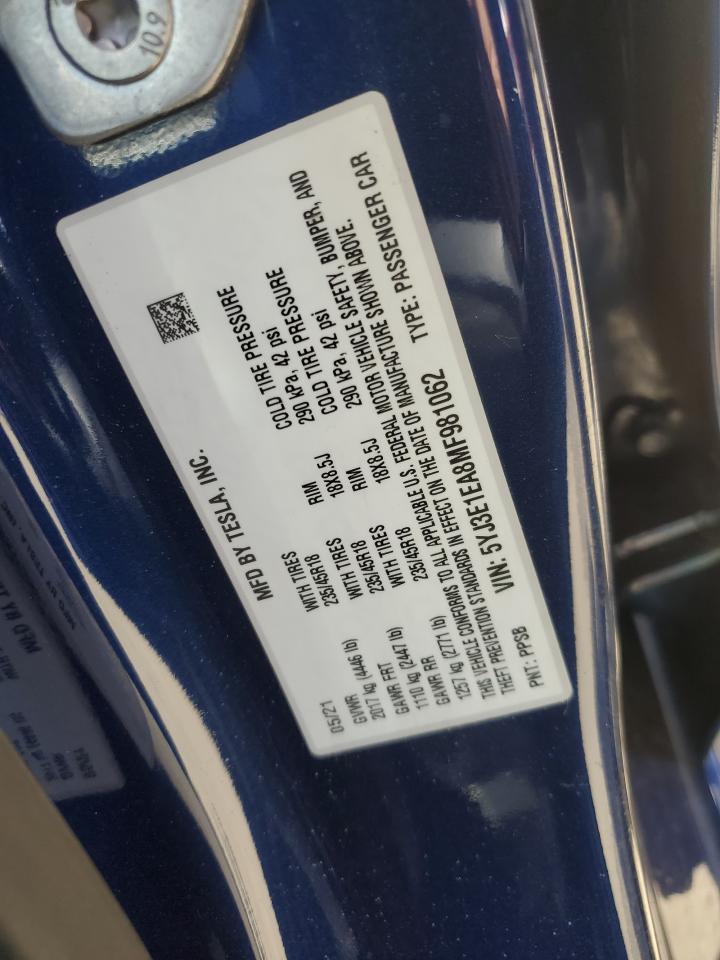 10.9
MFD BY TESLA, INC.
05/21
GVWR WITH TIRES RIM COLD TIRE PRESSURE
2017 kg (4446 lb) 235/45R18 18X8.5J 290 kPa, 42 psi
GAWR FRT WITH TIRES RIM COLD TIRE PRESSURE
1110 kg (2447 lb) 235/45R18 18X8.5J 290 kPa, 42 psi
GAWR RR WITH TIRES
1257 kg (2771 lb) 235/45R18
THIS VEHICLE CONFORMS TO ALL APPLICABLE U.S. FEDERAL MOTOR VEHICLE SAFETY, BUMPER, AND
THEFT PREVENTION STANDARDS IN EFFECT ON THE DATE OF MANUFACTURE SHOWN ABOVE.
PNT: PPSB VIN: 5YJ3E1EA8MF981062 TYPE: PASSENGER CAR